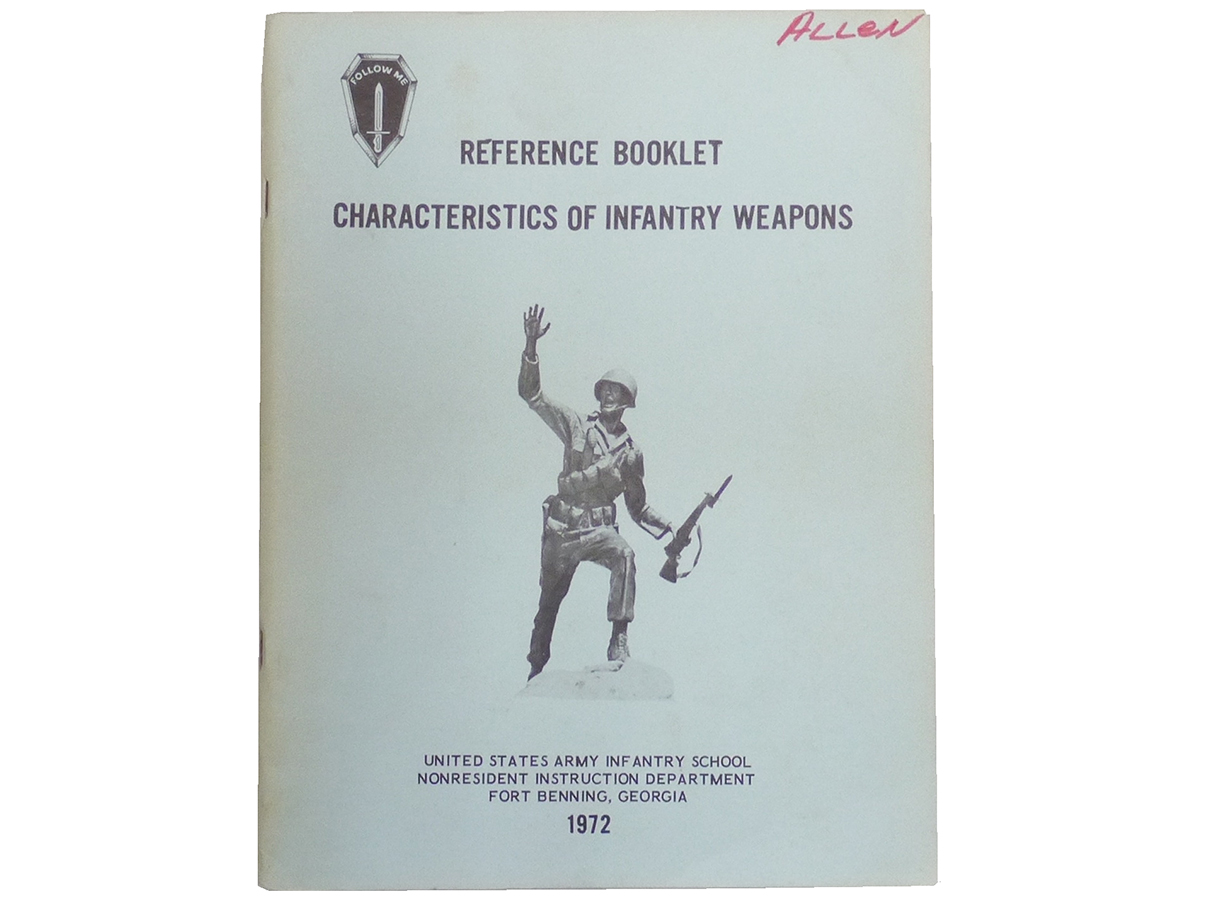 ALLeN
FOLLOW ME
REFERENCE BOOKLET
CHARACTERISTICS OF INFANTRY WEAPONS
UNITED STATES ARMY INFANTRY SCHOOL
NONRESIDENT INSTRUCTION DEPARTMENT
FORT BENNING, GEORGIA
1972